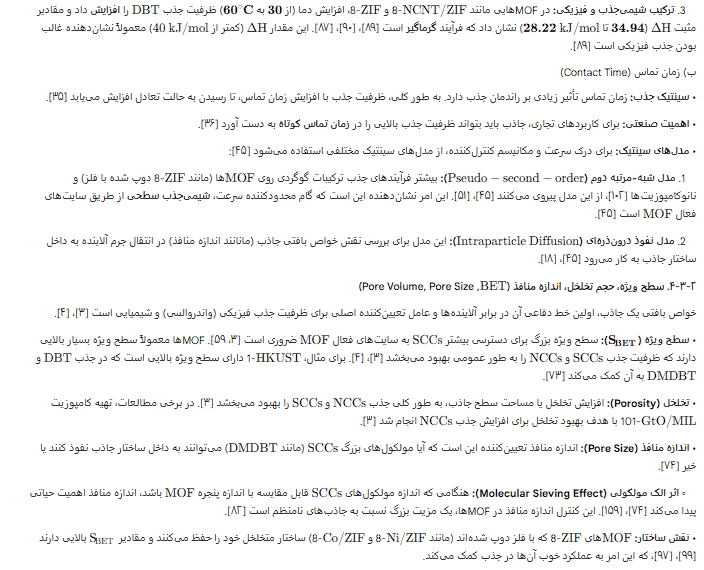 3. ترکیب شیمی‌جذب و فیزیکی: در MOFهایی مانند 8-NCNT/ZIF و 8-ZIF، افزایش دما (از 30 به 60°C) ظرفیت جذب DBT را افزایش داد و مقادیر
مثبت ΔH (34.94 تا 28.22 kJ/mol) نشان داد که فرآیند گرماگیر است [۸۹]، [۹۰]، [۸۷]. این مقدار ΔH (کمتر از 40 kJ/mol) معمولاً نشان‌دهنده غالب
بودن جذب فیزیکی است [۸۹].
ب) زمان تماس (Contact Time)
• سینتیک جذب: زمان تماس تأثیر زیادی بر راندمان جذب دارد. به طور کلی، ظرفیت جذب با افزایش زمان تماس، تا رسیدن به حالت تعادل افزایش می‌یابد [۳۵].
• اهمیت صنعتی: برای کاربردهای تجاری، جاذب باید بتواند ظرفیت جذب بالایی را در زمان تماس کوتاه به دست آورد [۳۶].
• مدل‌های سینتیک: برای درک سرعت و مکانیسم کنترل‌کننده، از مدل‌های سینتیک مختلفی استفاده می‌شود [۴۵]:
1. مدل شبه-مرتبه دوم (Pseudo – second – order): بیشتر فرآیندهای جذب ترکیبات گوگردی روی MOFها (مانند 8-ZIF دوپ شده با فلز) و
نانوکامپوزیت‌ها [۱۰۲]، از این مدل پیروی می‌کنند [۴۵]، [۵۱]. این امر نشان‌دهنده این است که گام محدودکننده سرعت، شیمی‌جذب سطحی از طریق سایت‌های
فعال MOF است [۴۵].
2. مدل نفوذ درون‌ذره‌ای (Intraparticle Diffusion): این مدل برای بررسی نقش خواص بافتی جاذب (مانانند اندازه منافذ) در انتقال جرم آلاینده به داخل
ساختار جاذب به کار می‌رود [۴۵]، [۱۸].
۴-۳-۲. سطح ویژه، حجم تخلخل، اندازه منافذ (Pore Volume, Pore Size ,BET)
خواص بافتی یک جاذب، اولین خط دفاعی آن در برابر آلاینده‌ها و عامل تعیین‌کننده اصلی برای ظرفیت جذب فیزیکی (واندروالسی) و شیمیایی است [۳]، [۴].
• سطح ویژه (S_BET): سطح ویژه بزرگ برای دسترسی بیشتر SCCs به سایت‌های فعال MOF ضروری است [۳، ۵۹]. MOFها معمولاً سطح ویژه بسیار بالایی
دارند که ظرفیت جذب SCCs و NCCs را به طور عمومی بهبود می‌بخشد [۳]، [۴]. برای مثال، 1-HKUST دارای سطح ویژه بالایی است که در جذب DBT و
DMDBT به آن کمک می‌کند [۷۳].
• تخلخل (Porosity): افزایش تخلخل یا مساحت سطح جاذب، به طور کلی جذب NCCs و SCCs را بهبود می‌بخشد [۳]. در برخی مطالعات، تهیه کامپوزیت
101-GtO/MIL با هدف بهبود تخلخل برای افزایش جذب NCCs انجام شد [۳].
• اندازه منافذ (Pore Size): اندازه منافذ تعیین‌کننده این است که آیا مولکول‌های بزرگ SCCs (مانند DMDBT) می‌توانند به داخل ساختار جاذب نفوذ کنند یا
خیر [۷۴].
◦ اثر الک مولکولی (Molecular Sieving Effect): هنگامی که اندازه مولکول‌های SCCs قابل مقایسه با اندازه پنجره MOF باشد، اندازه منافذ اهمیت حیاتی
پیدا می‌کند [۷۴]، [۱۵۹]. این کنترل اندازه منافذ در MOFها، یک مزیت بزرگ نسبت به جاذب‌های نامنظم است [۸۲].
• نقش ساختار: MOFهای 8-ZIF که با فلز دوپ شده‌اند (مانند 8-Ni/ZIF و 8-Co/ZIF) ساختار متخلخل خود را حفظ می‌کنند و مقادیر S_BET بالایی دارند
[۹۹]، [۹۷]، که این امر به عملکرد خوب آن‌ها در جذب کمک می‌کند.